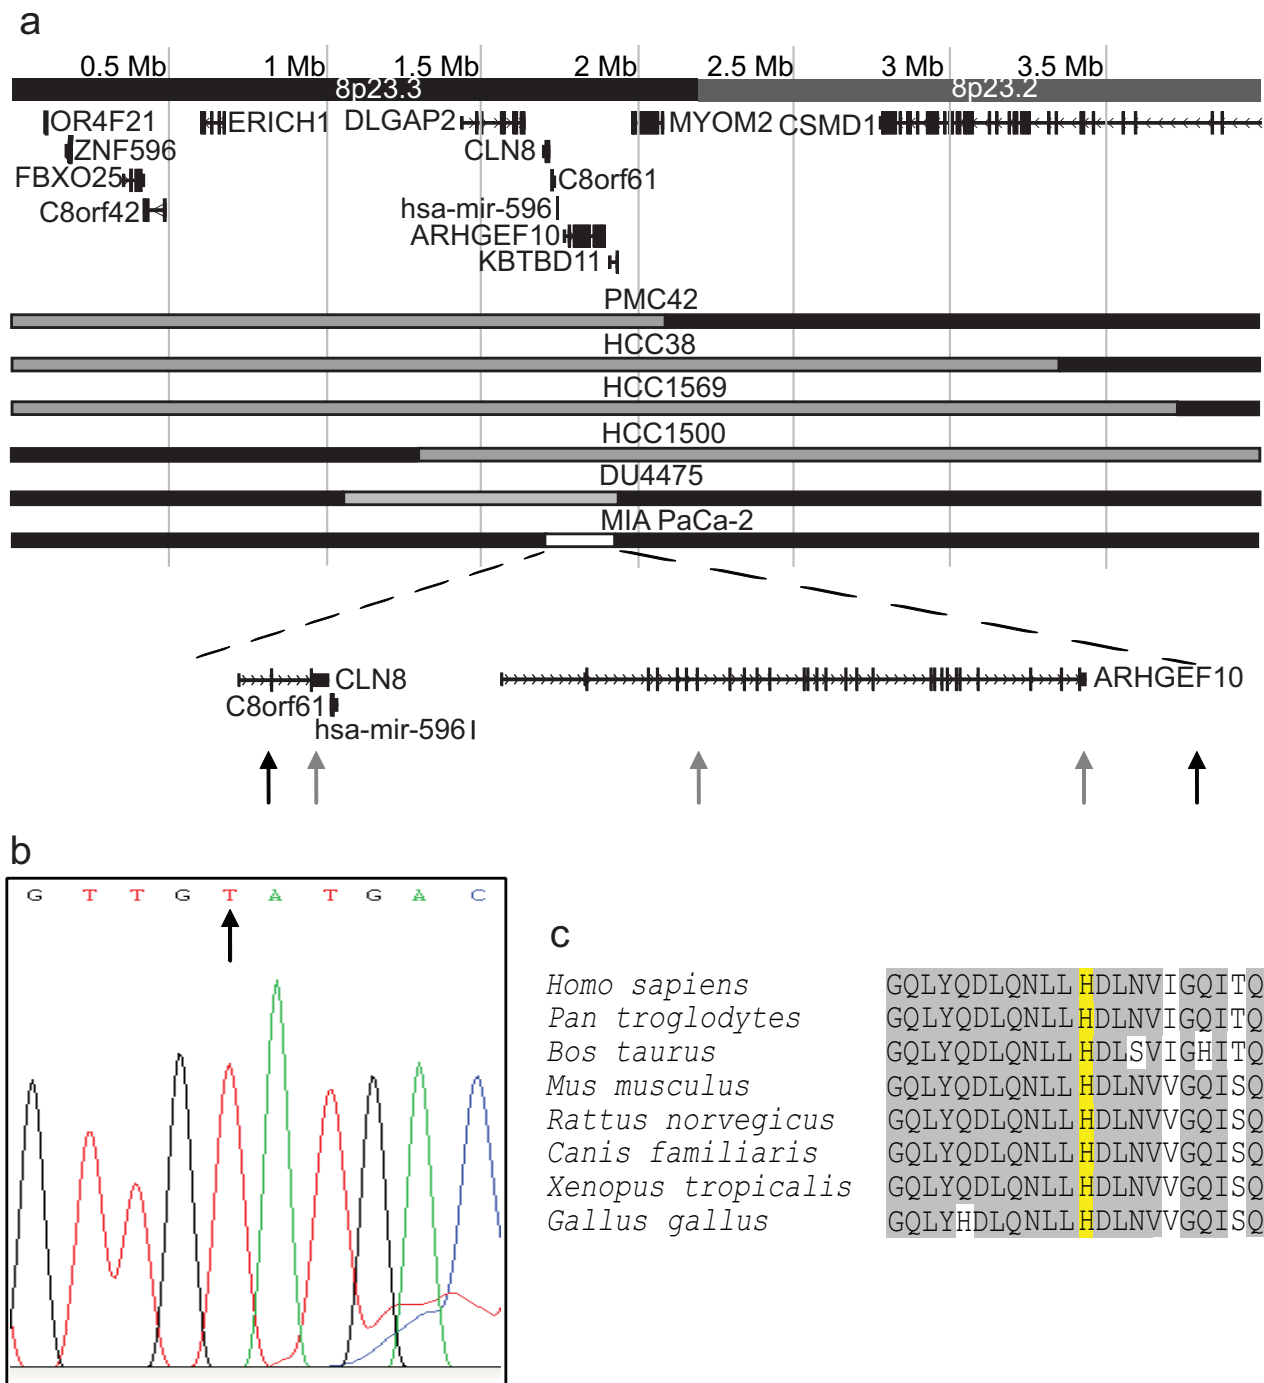 a
0.5 Mb 1 Mb 1.5 Mb 2 Mb 2.5 Mb 3 Mb 3.5 Mb
8p23.3 8p23.2
OR4F21 ERICH1 DLGAP2 MYOM2 CSMD1
ZNF596 CLN8
FBXO25 C8orf61
C8orf42 hsa-mir-596
ARHGEF10
KBTBD11
PMC42
HCC38
HCC1569
HCC1500
DU4475
MIA PaCa-2
CLN8 ARHGEF10
C8orf61
hsa-mir-596
b
G T T G T A T G A C
c
Homo sapiens GQLYQDLQNLLHDLNVIGQITQ
Pan troglodytes GQLYQDLQNLLHDLNVIGQITQ
Bos taurus GQLYQDLQNLLHDLSVIGHITQ
Mus musculus GQLYQDLQNLLHDLNVVGQISQ
Rattus norvegicus GQLYQDLQNLLHDLNVVGQISQ
Canis familiaris GQLYQDLQNLLHDLNVVGQISQ
Xenopus tropicalis GQLYQDLQNLLHDLNVVGQISQ
Gallus gallus GQLYHDLQNLLHDLNVVGQISQ